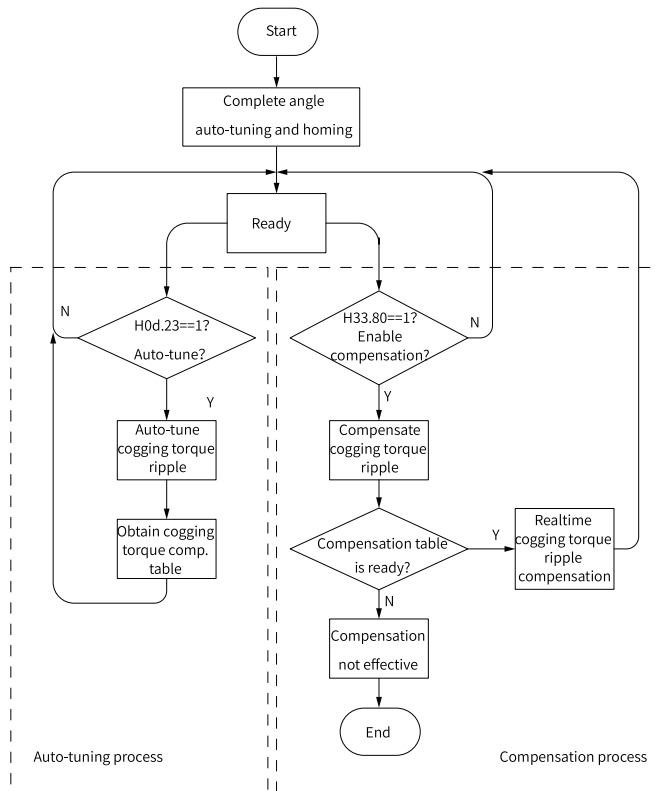 Start
Complete angle
auto-tuning and homing
Ready
N
H0d.23==1?
Auto-tune?
Y
Auto-tune
cogging torque
ripple
Obtain cogging
torque comp.
table
Auto-tuning process
H33.80==1?
Enable
compensation?
N
Y
Compensate
cogging torque
ripple
Compensation table
is ready?
Y
Realtime
cogging torque
ripple
compensation
N
Compensation
not effective
End
Compensation process